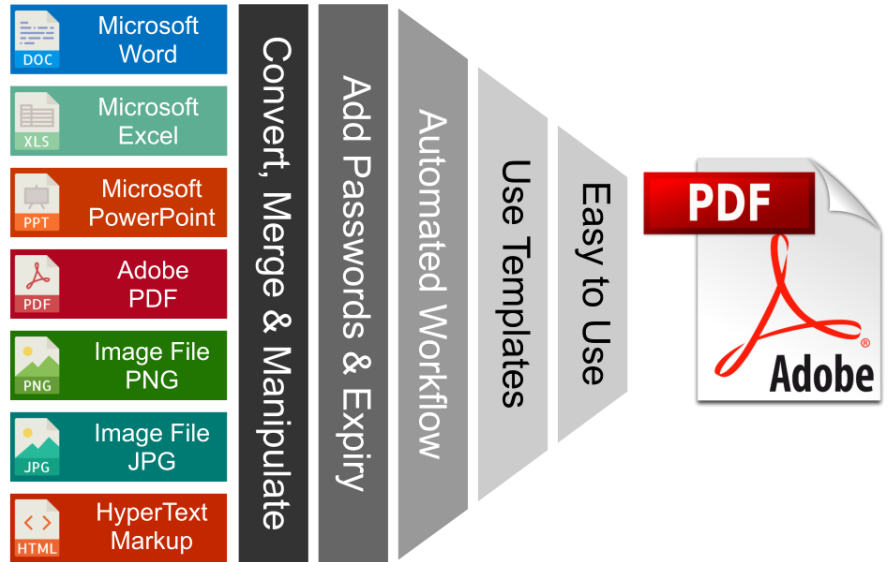 DOC
Microsoft
Word
XLS
Microsoft
Excel
PPT
Microsoft
PowerPoint
PDF
Adobe
PDF
PNG
Image File
PNG
JPG
Image File
JPG
HTML
HyperText
Markup
Convert, Merge & Manipulate
Add Passwords & Expiry
Automated Workflow
Use Templates
Easy to Use
PDF
®
Adobe